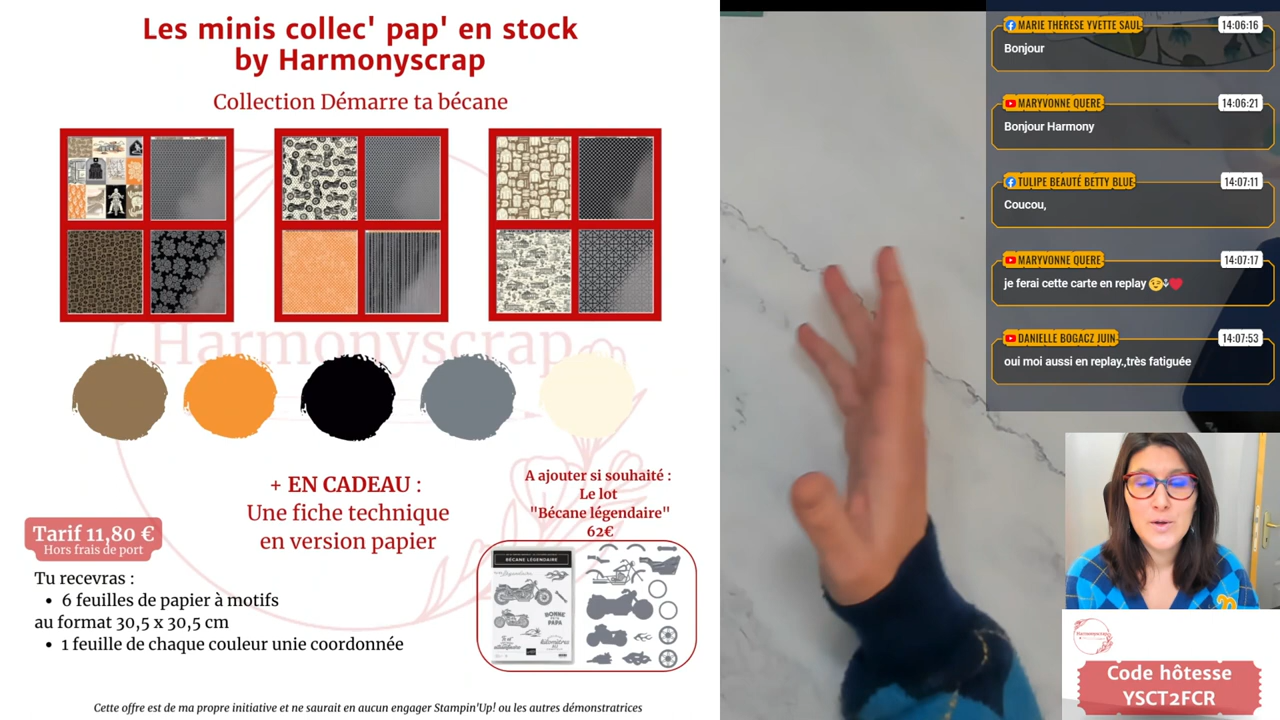 Les minis collec' pap' en stock
by Harmonyscrap
Collection Démarre ta bécane
Harmonyscrap
+ EN CADEAU :
Une fiche technique
en version papier
A ajouter si souhaité :
Le lot
"Bécane légendaire"
62€
BÉCANE LÉGENDAIRE
BONNE
PAPA
Tarif 11,80 €
Hors frais de port
Tu recevras :
• 6 feuilles de papier à motifs
au format 30,5 x 30,5 cm
• 1 feuille de chaque couleur unie coordonnée
Cette offre est de ma propre initiative et ne saurait en aucun engager Stampin'Up! ou les autres démonstratrices
MARIE THERESE YVETTE SAUL
14:06:16
Bonjour
MARYVONNE QUERE
14:06:21
Bonjour Harmony
TULIPE BEAUTÉ BETTY BLUE
14:07:11
Coucou,
MARYVONNE QUERE
14:07:17
je ferai cette carte en replay 😉🌷❤️
DANIELLE BOGACZ JUIN
14:07:53
oui moi aussi en replay.,très fatiguée
Harmonyscrap
Code hôtesse
YSCT2FCR